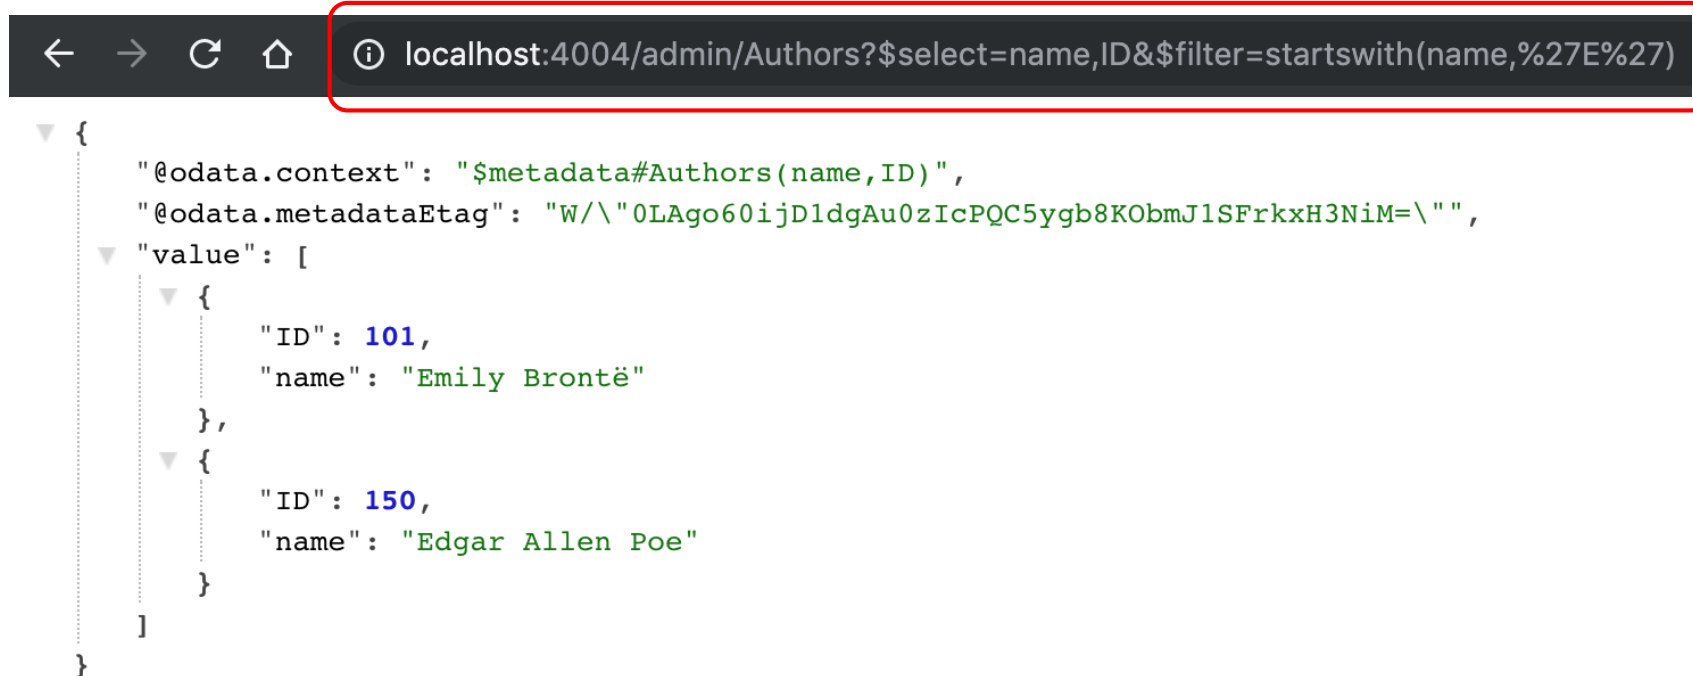 localhost:4004/admin/Authors?$select=name,ID&$filter=startswith(name,%27E%27)
{
"@odata.context": "$metadata#Authors(name,ID)",
"@odata.metadataEtag": "W/\"0LAgo60ijD1dgAu0zIcPQC5ygb8KObmJ1SFrkxH3NiM=\"",
"value": [
{
"ID": 101,
"name": "Emily Brontë"
},
{
"ID": 150,
"name": "Edgar Allen Poe"
}
]
}